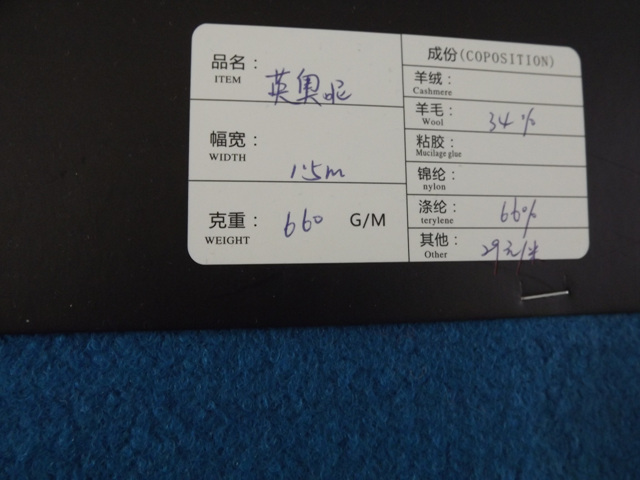 品名：
ITEM
英奥呢
幅宽：
WIDTH
1.5m
克重：
WEIGHT
660 G/M
成份(COPOSITION)
羊绒：
Cashmere
羊毛：
Wool
34%
粘胶：
Mucilage glue
锦纶：
nylon
涤纶：
terylene
66%
其他：
Other
29元/米